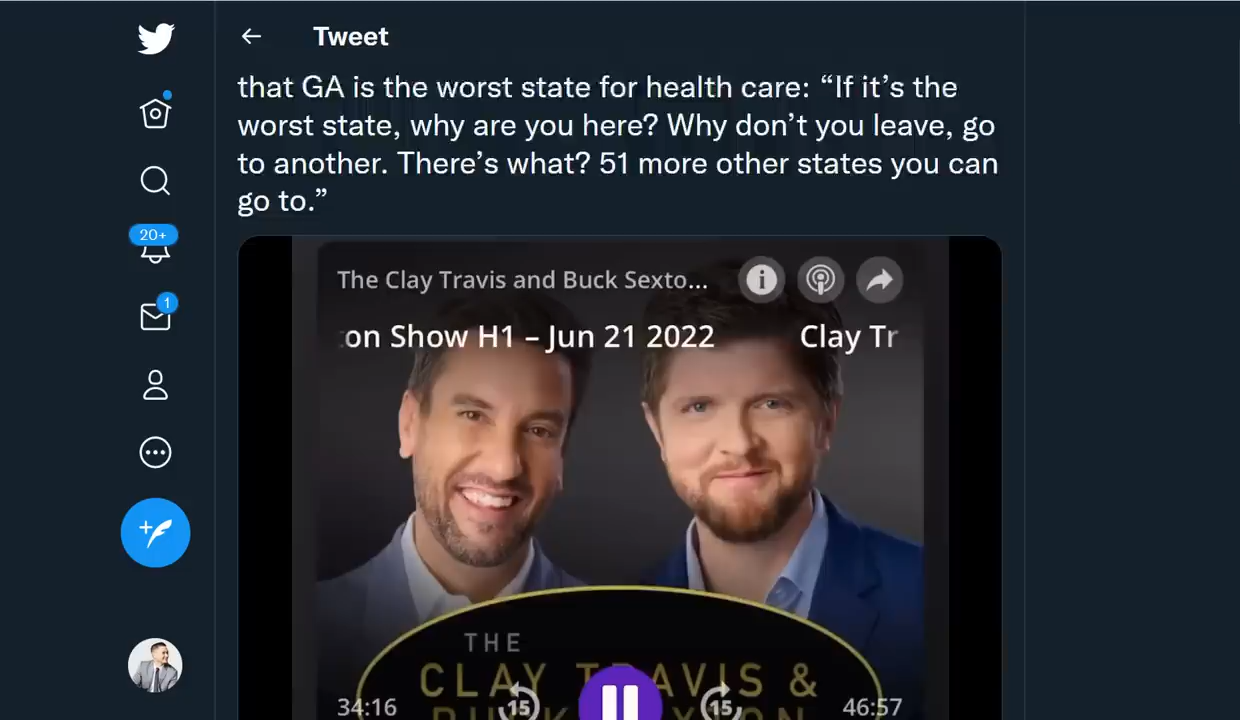 Tweet
that GA is the worst state for health care: “If it’s the
worst state, why are you here? Why don’t you leave, go
to another. There’s what? 51 more other states you can
go to.”
20+
1
The Clay Travis and Buck Sexto...
on Show H1 – Jun 21 2022 Clay Tr
THE
CLAY TRAVIS &
34:16 15 15 46:57